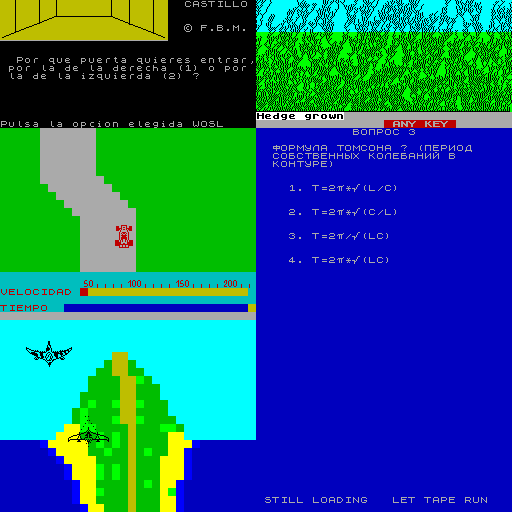 CASTILLO
© F.B.M.
Por que puerta quieres entrar,
por la de la derecha (1) o por
la de la izquierda (2) ?
Pulsa la opcion elegida WOSL
Hedge grown
ANY KEY
ВОПРОС 3
ФОРМУЛА ТОМСОНА ? (ПЕРИОД
СОБСТВЕННЫХ КОЛЕБАНИЙ В
КОНТУРЕ)
1. T=2π*√(L/C)
2. T=2π*√(C/L)
3. T=2π/√(LC)
4. T=2π*√(LC)
50 100 150 200
VELOCIDAD
TIEMPO
STILL LOADING LET TAPE RUN